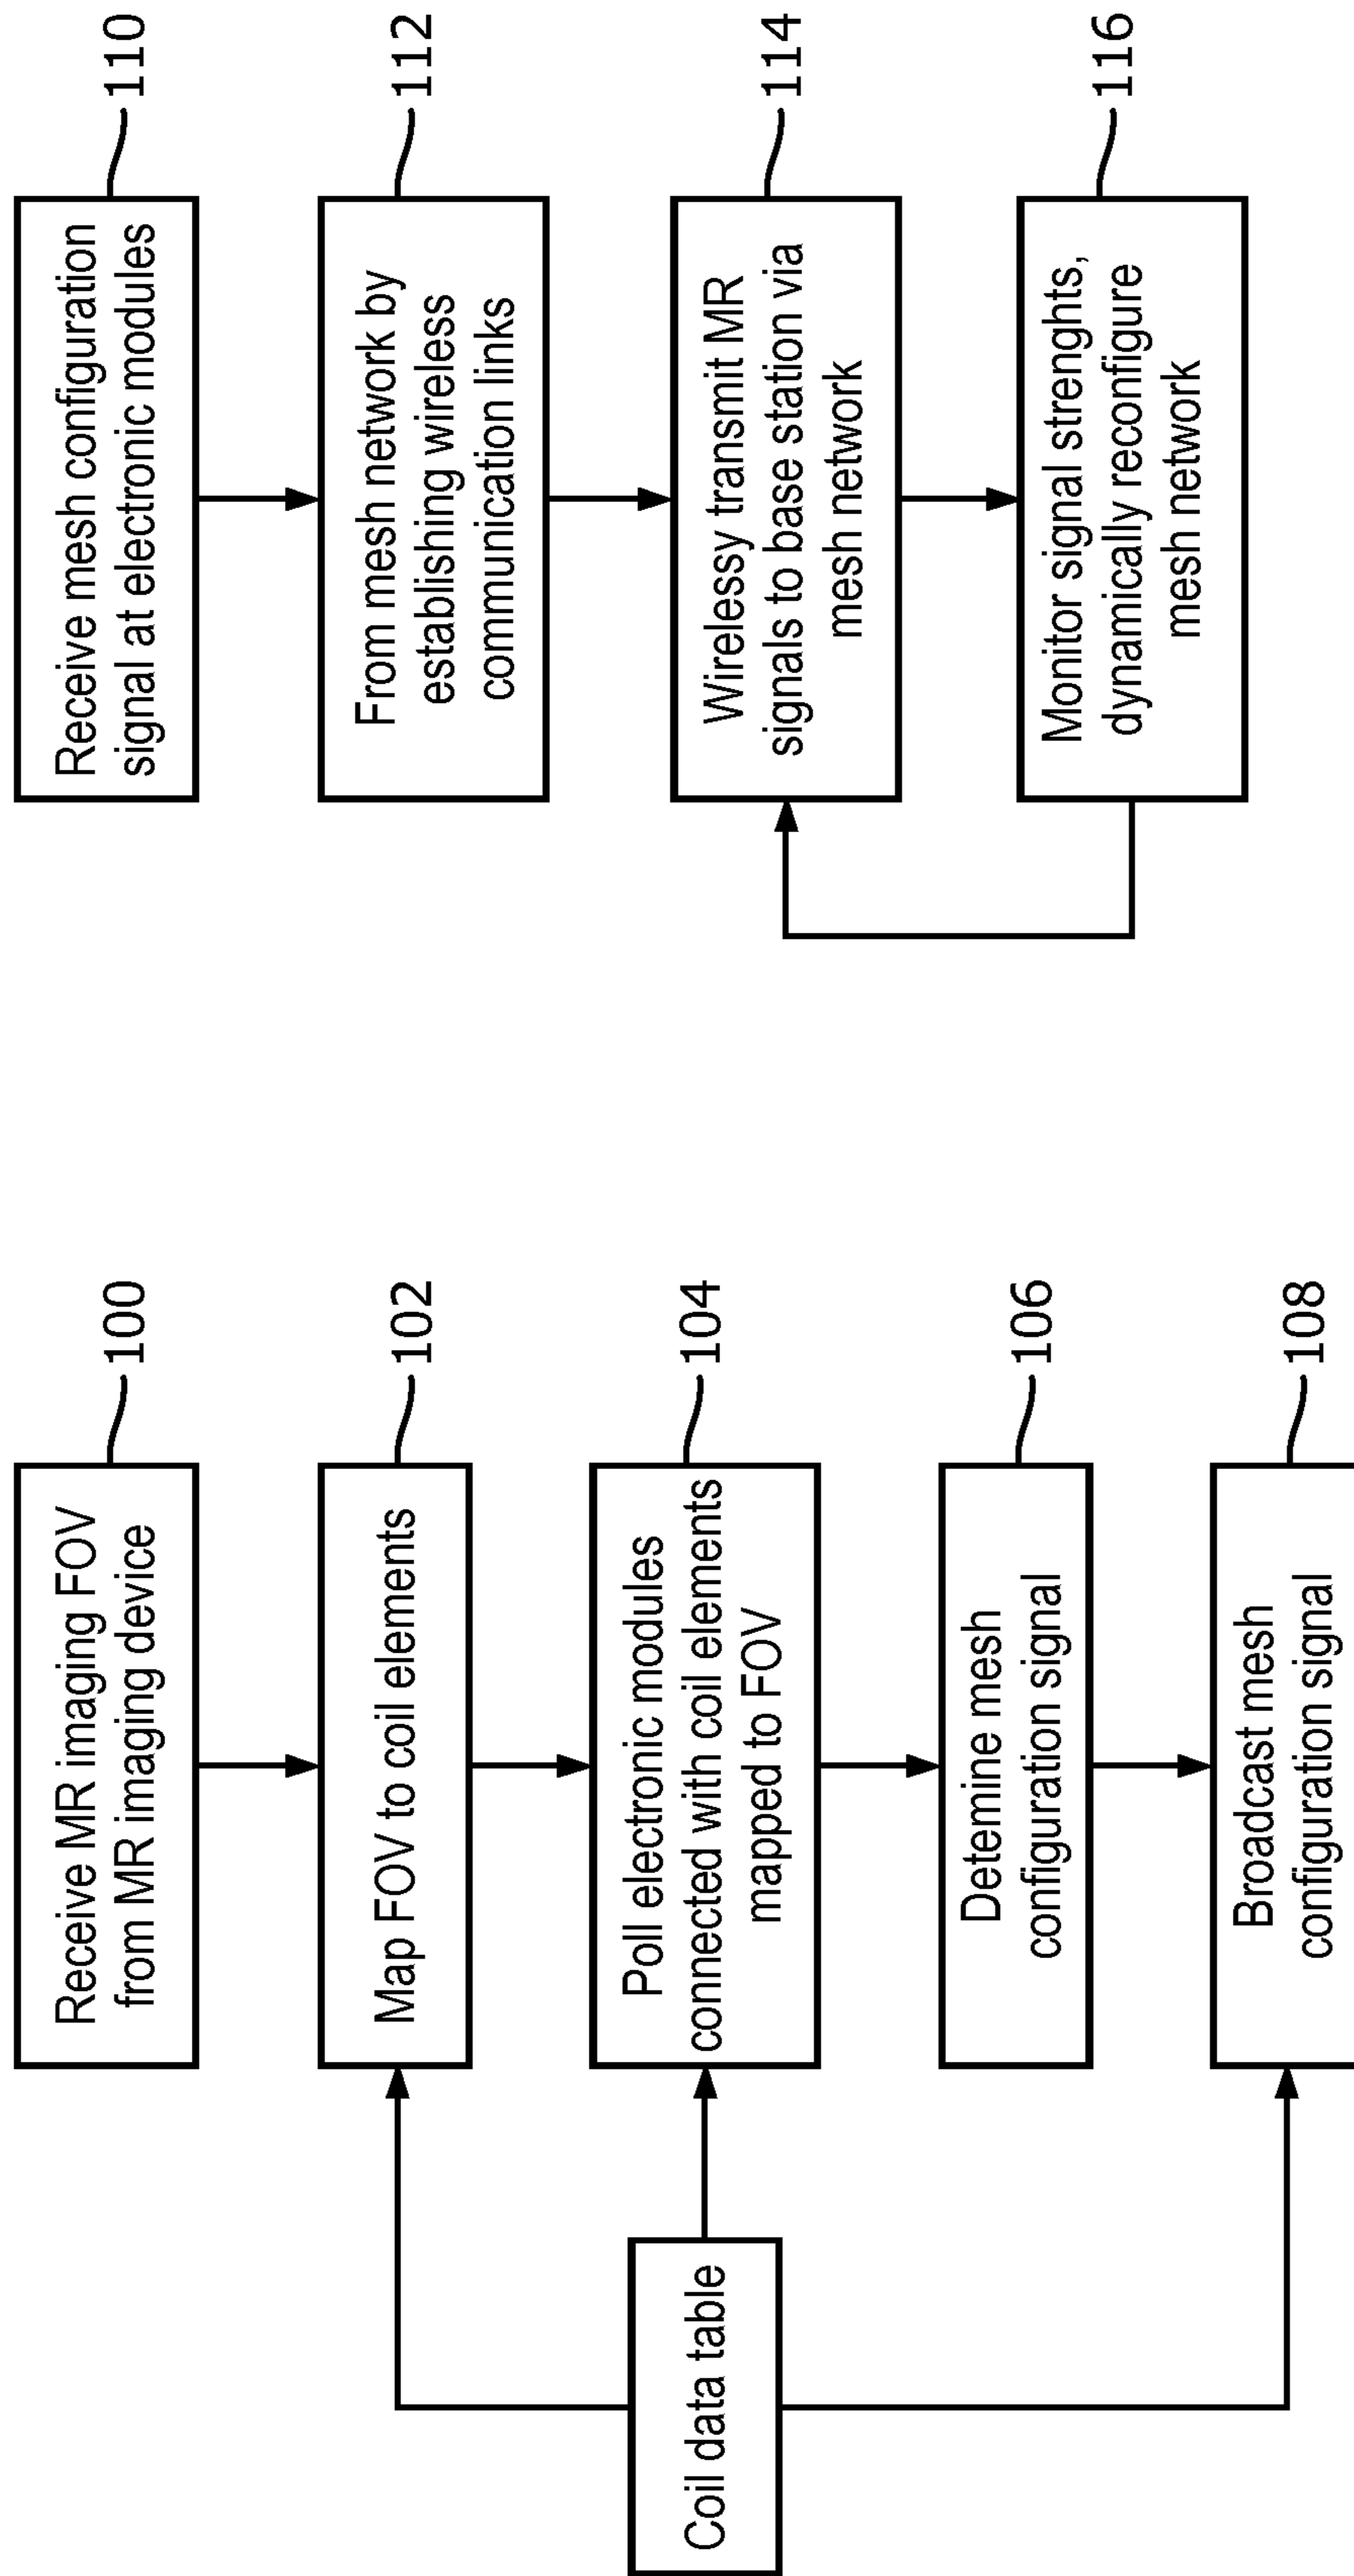 Receive MR imaging FOV
from MR imaging device
100
Map FOV to coil elements
102
Poll electronic modules
connected with coil elements
mapped to FOV
104
Detemine mesh
configuration signal
106
Broadcast mesh
configuration signal
108
Coil data table
Receive mesh configuration
signal at electronic modules
110
From mesh network by
establishing wireless
communication links
112
Wirelessy transmit MR
signals to base station via
mesh network
114
Monitor signal strenghts,
dynamically reconfigure
mesh network
116